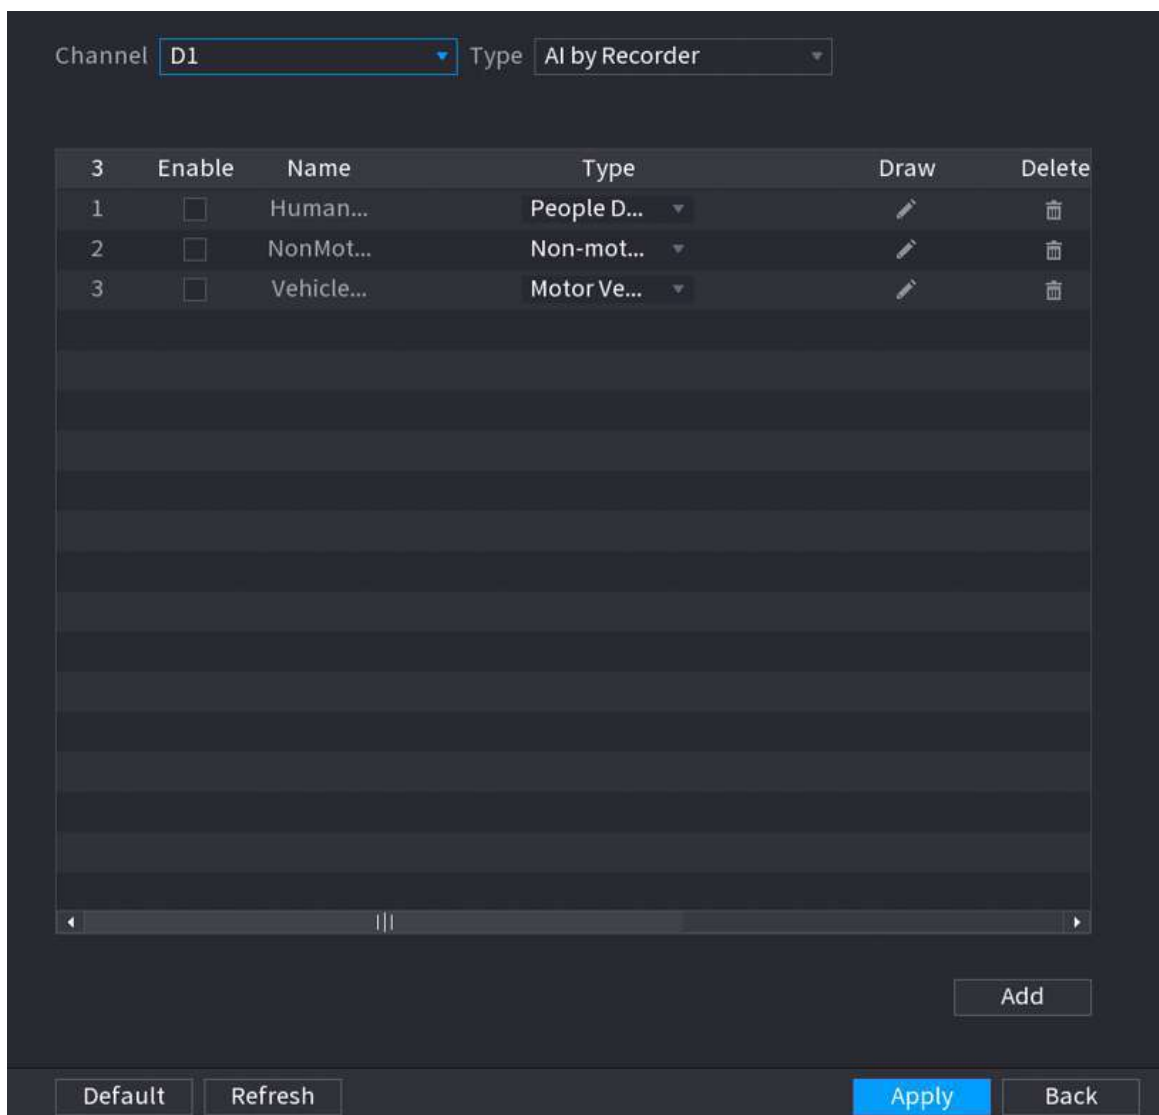 Channel D1 Type AI by Recorder
3 Enable Name Type Draw Delete
1 Human... People D...
2 NonMot... Non-mot...
3 Vehicle... Motor Ve...
Add
Default Refresh Apply Back